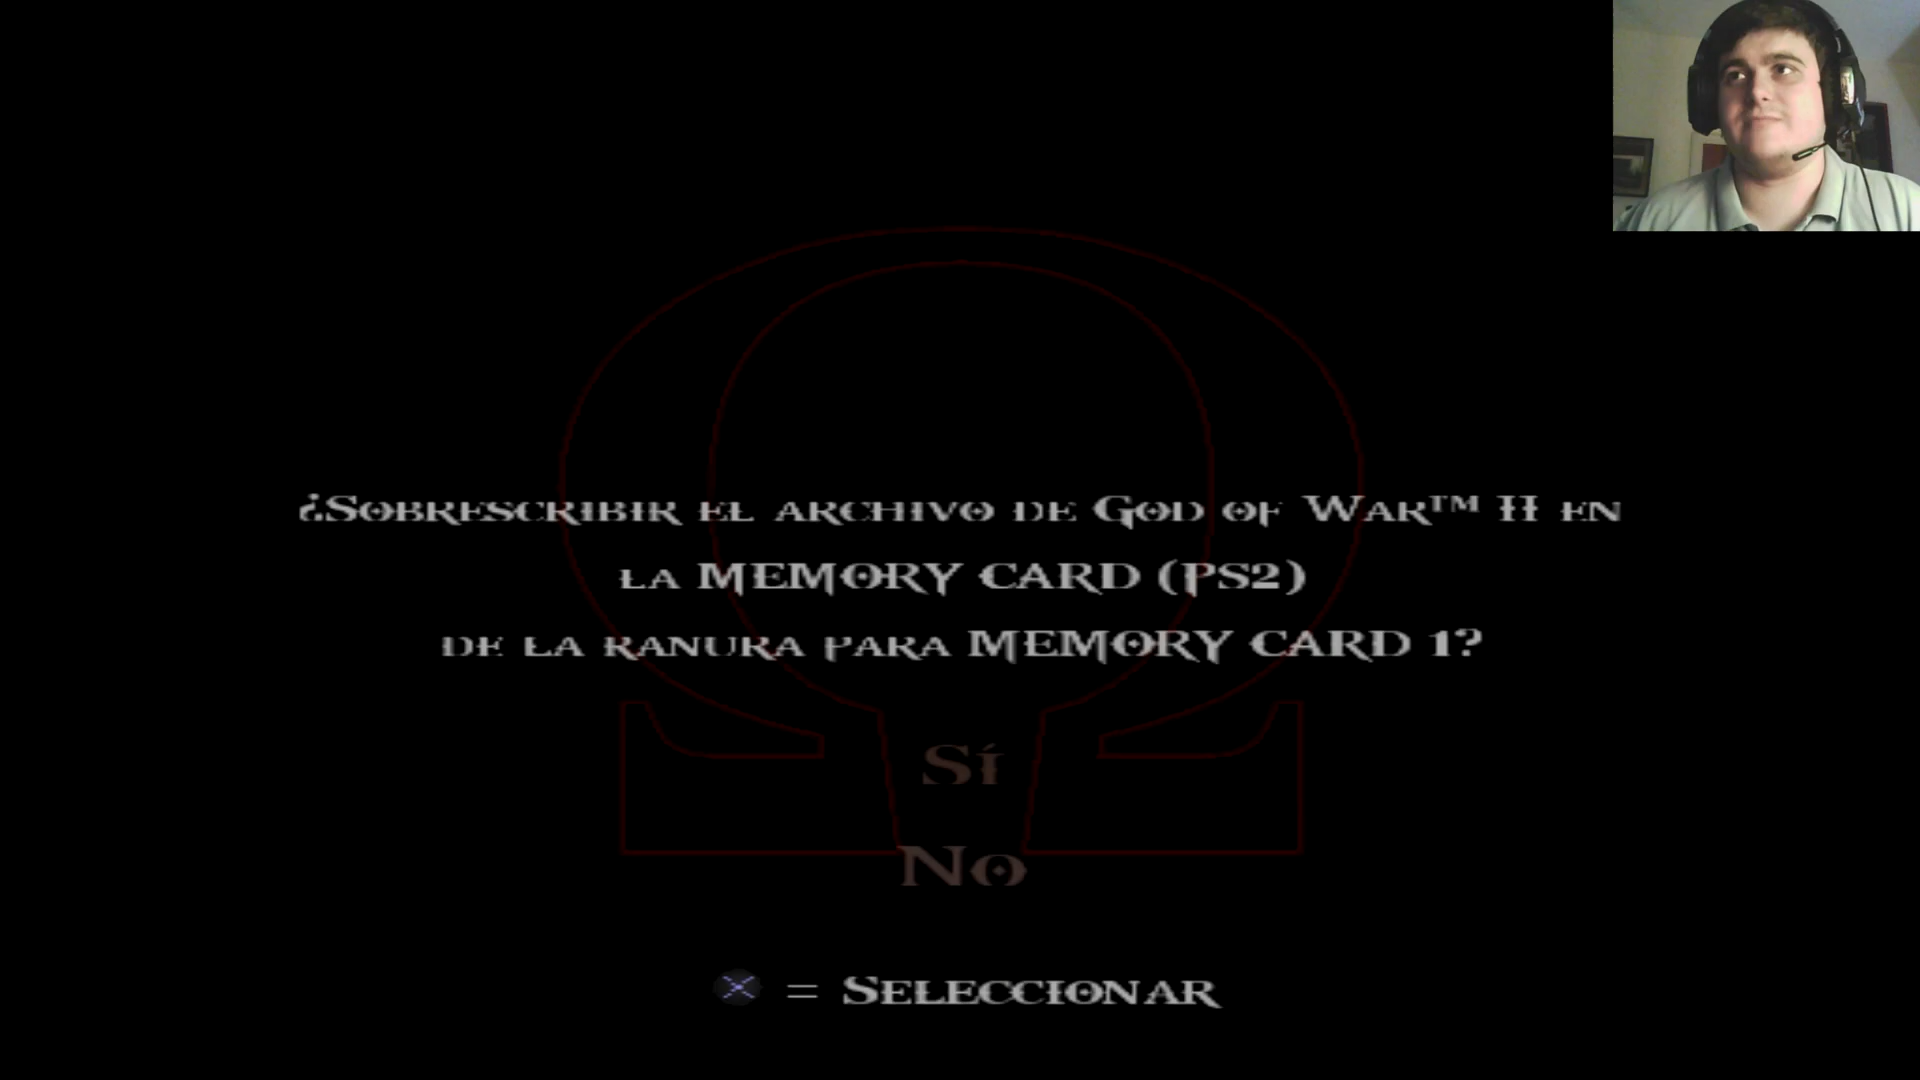 ¿Sobrescribir el archivo de God of War™ II en
la MEMORY CARD (PS2)
de la ranura para MEMORY CARD 1?
Sí
No
= Seleccionar